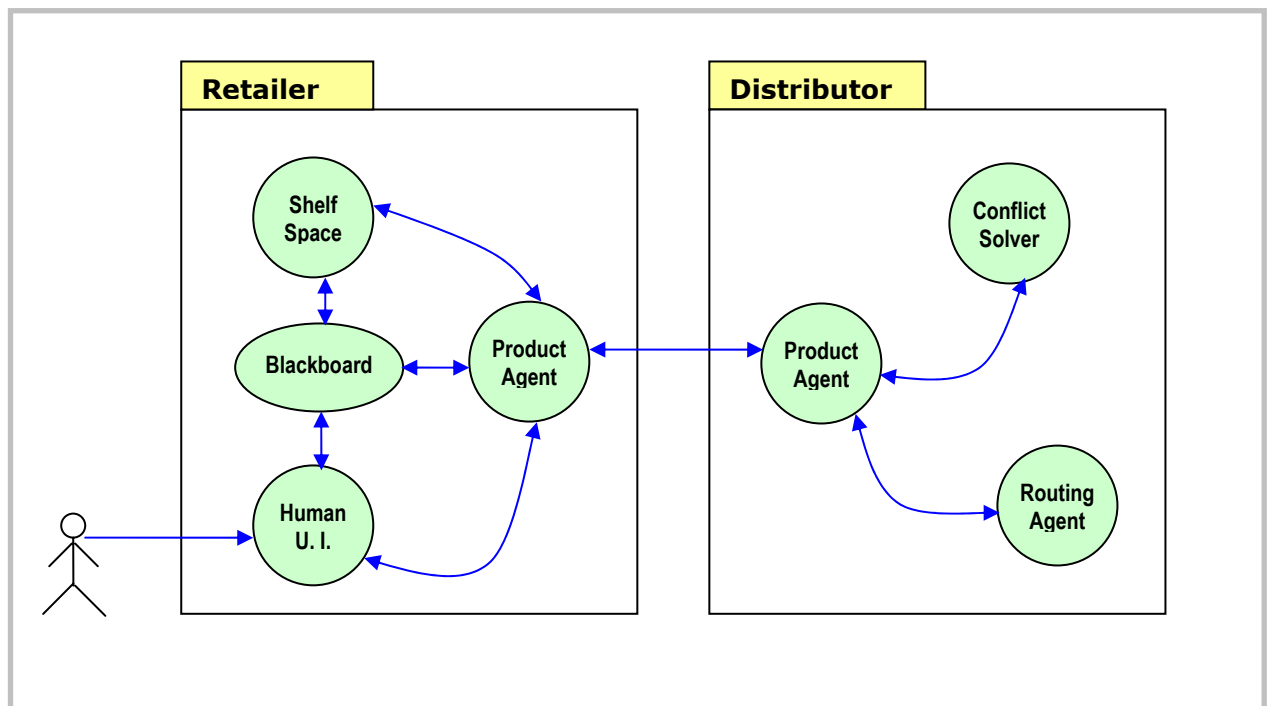 Retailer
Shelf
Space
Blackboard
Product
Agent
Human
U. I.
Distributor
Conflict
Solver
Product
Agent
Routing
Agent